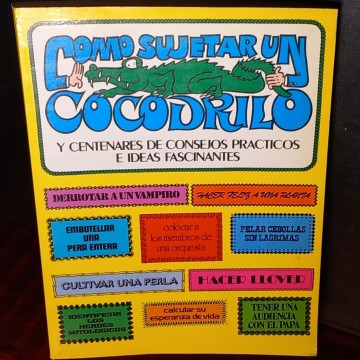 COMO SUJETAR UN
COCODRILO
Y CENTENARES DE CONSEJOS PRACTICOS
E IDEAS FASCINANTES
DERROTAR A UN VAMPIRO
HACER FELIZ A UNA PLANTA
EMBOTELLAR
UNA
PERA ENTERA
colocar a
los miembros de
una orquesta
PELAR CEBOLLAS
SIN LAGRIMAS
CULTIVAR UNA PERLA
HACER LLOVER
IDENTIFICAR
LOS
HEROES
MITOLOGICOS
calcular su
esperanza de vida
TENER UNA
AUDIENCIA
CON EL PAPA